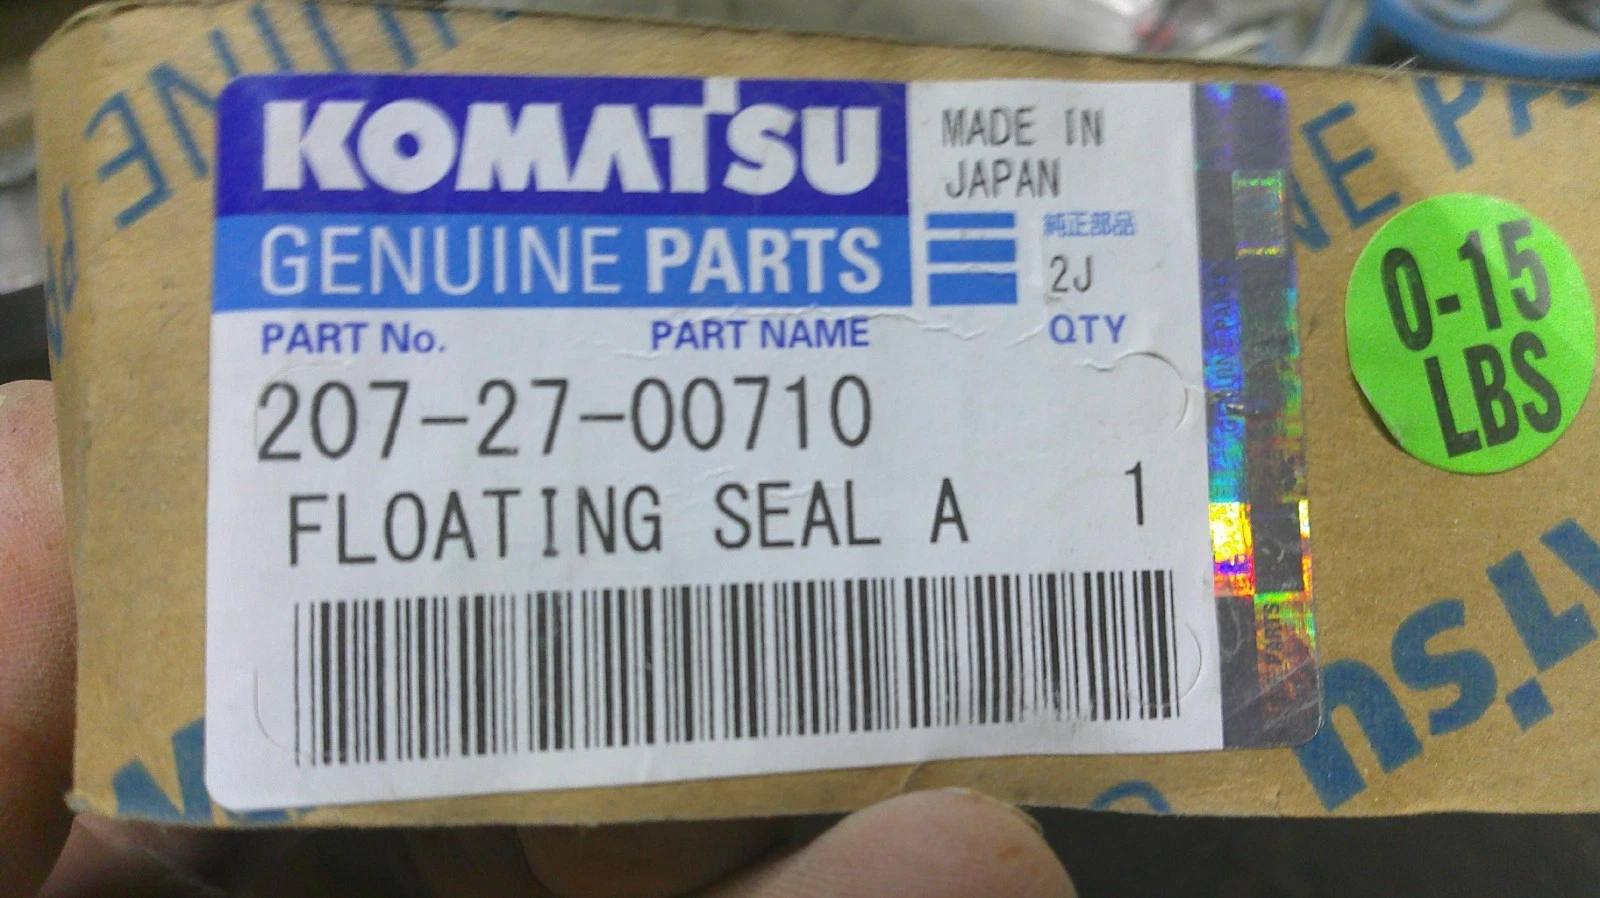 KOMATSU
GENUINE PARTS
MADE IN
JAPAN
純正部品
2J
PART No.
PART NAME
QTY
207-27-00710
FLOATING SEAL A
1
0-15
LBS